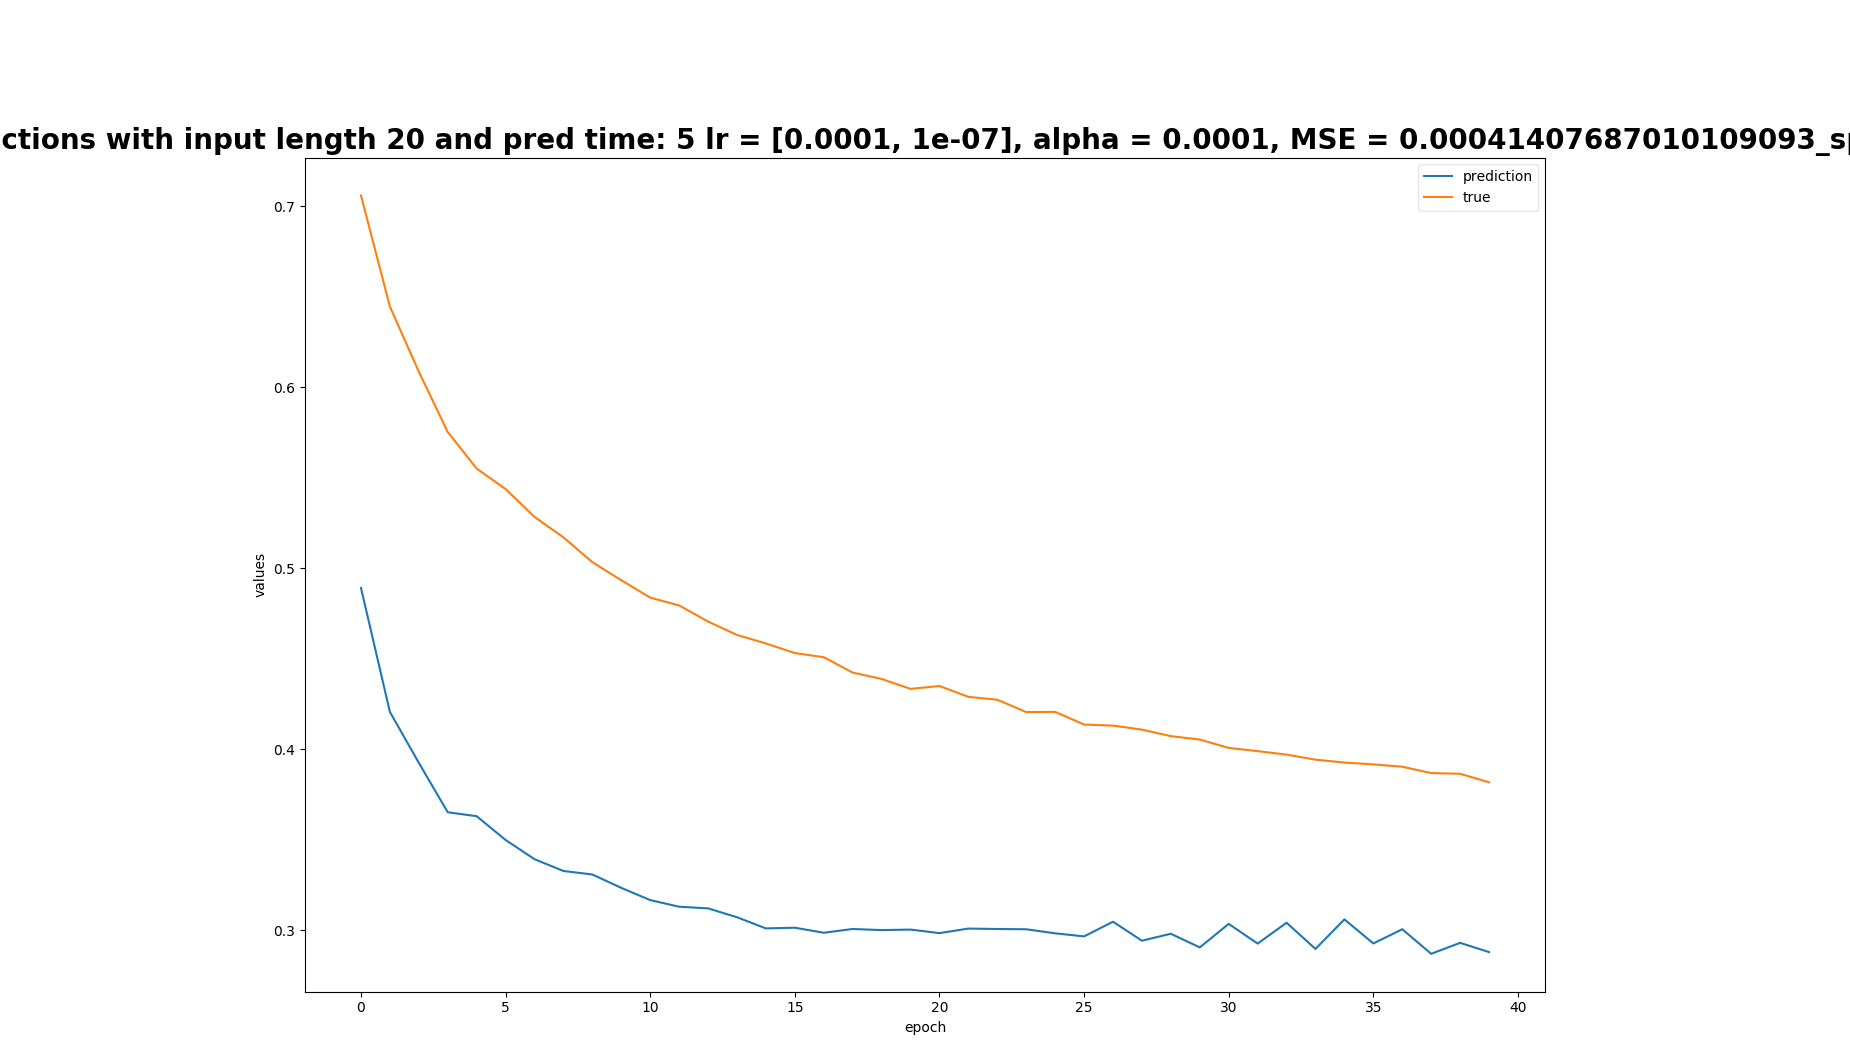 ctions with input length 20 and pred time: 5 lr = [0.0001, 1e-07], alpha = 0.0001, MSE = 0.00041407687010109093_sp
prediction
true
0.7
0.6
0.5
0.4
0.3
values
0 5 10 15 20 25 30 35 40
epoch